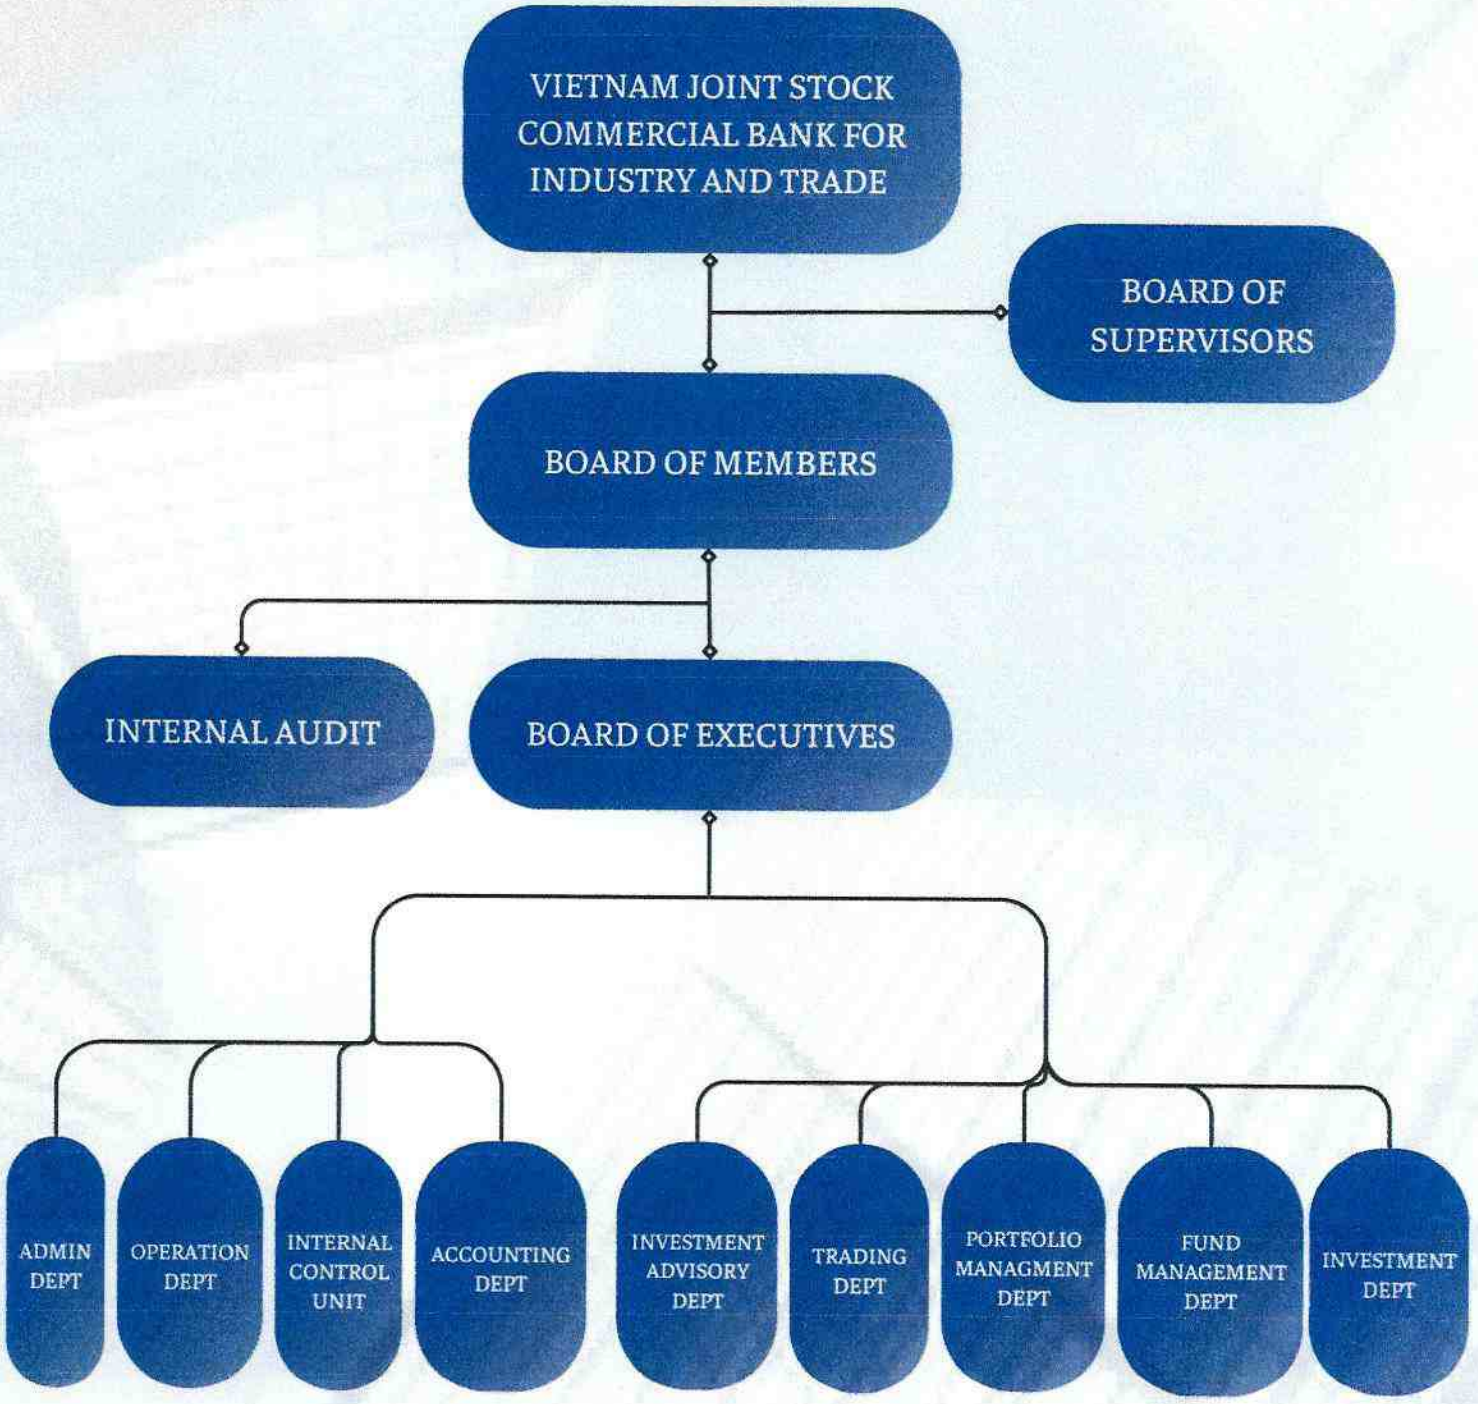 VIETNAM JOINT STOCK
COMMERCIAL BANK FOR
INDUSTRY AND TRADE
BOARD OF
SUPERVISORS
BOARD OF MEMBERS
INTERNAL AUDIT
BOARD OF EXECUTIVES
ADMIN
DEPT
OPERATION
DEPT
INTERNAL
CONTROL
UNIT
ACCOUNTING
DEPT
INVESTMENT
ADVISORY
DEPT
TRADING
DEPT
PORTFOLIO
MANAGMENT
DEPT
FUND
MANAGEMENT
DEPT
INVESTMENT
DEPT